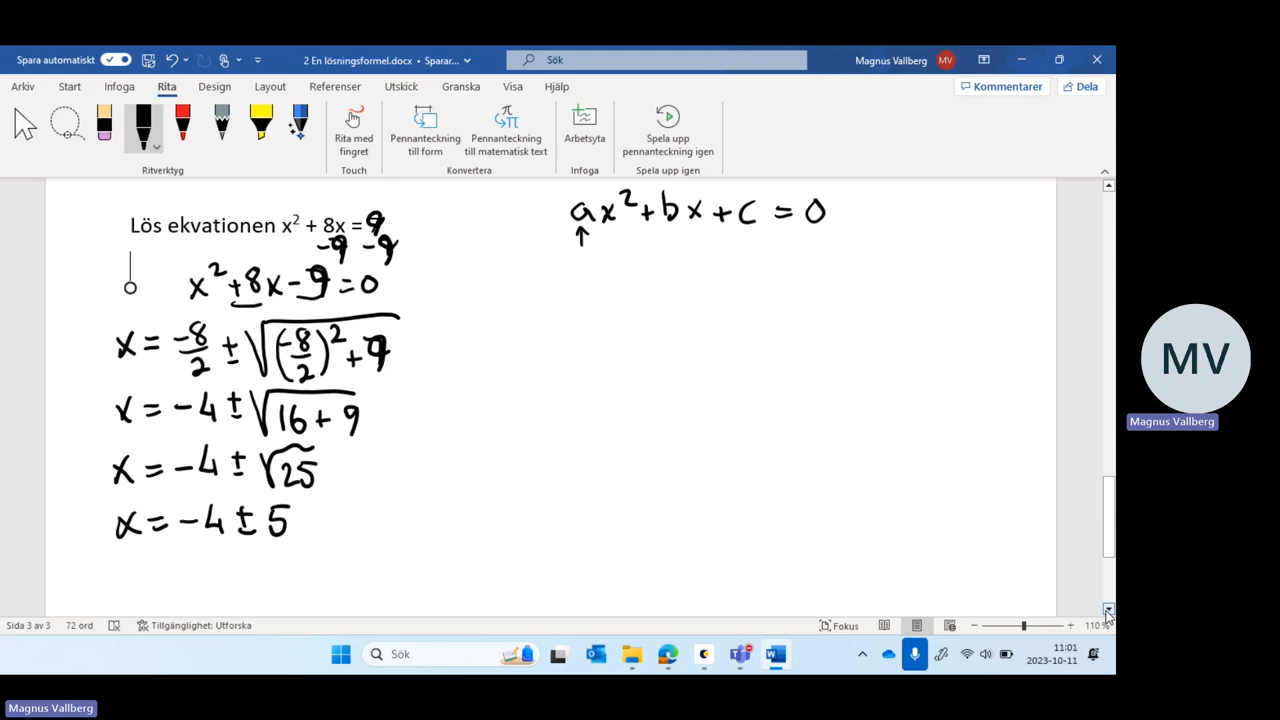 Spara automatiskt
2 En lösningsformel.docx • Sparar...
Sök
Magnus Vallberg
MV
Arkiv Start Infoga Rita Design Layout Referenser Utskick Granska Visa Hjälp
Kommentarer
Dela
Rita med fingret
Pennanteckning till form
Pennanteckning till matematisk text
Arbetsyta
Spela upp pennanteckning igen
Ritverktyg
Touch
Konvertera
Infoga
Spela upp igen
Lös ekvationen x² + 8x = 9
-9 -9
x² + 8x - 9 = 0
x = -8/2 ± √((-8/2)² + 9)
x = -4 ± √(16 + 9)
x = -4 ± √25
x = -4 ± 5
ax² + bx + c = 0
↑
MV
Magnus Vallberg
Sida 3 av 3
72 ord
Tillgänglighet: Utforska
Fokus
110 %
Sök
11:01
2023-10-11
Magnus Vallberg